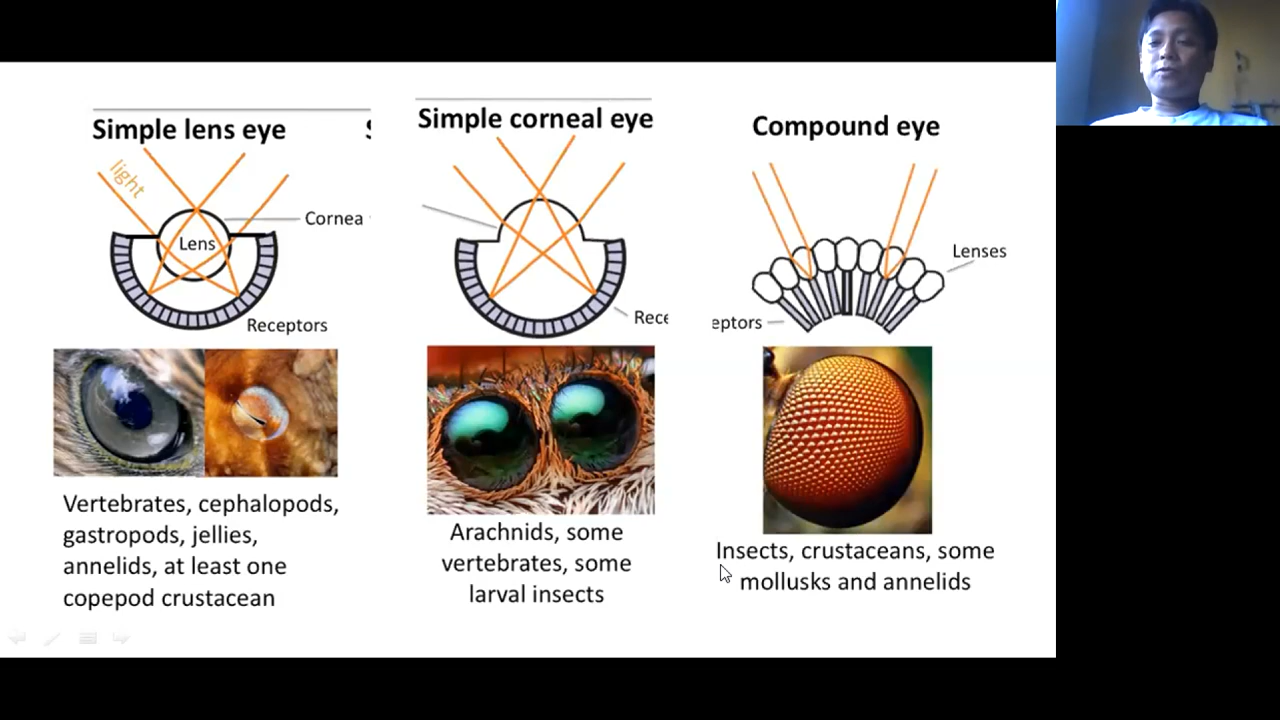 Simple lens eye
light
Lens
Cornea
Receptors
Vertebrates, cephalopods,
gastropods, jellies,
annelids, at least one
copepod crustacean
Simple corneal eye
Rece
Arachnids, some
vertebrates, some
larval insects
Compound eye
Lenses
eptors
Insects, crustaceans, some
mollusks and annelids